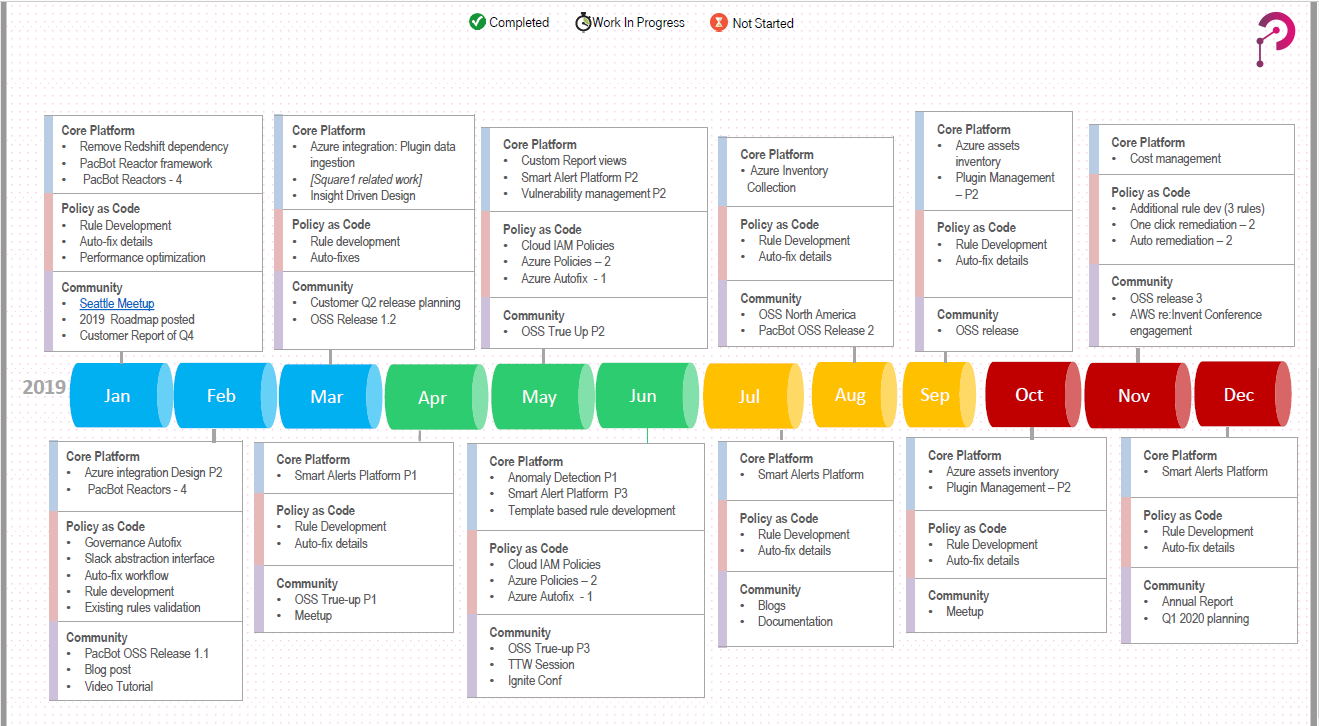 Completed
Work In Progress
Not Started
Core Platform
• Remove Redshift dependency
• PacBot Reactor framework
• PacBot Reactors - 4
Policy as Code
• Rule Development
• Auto-fix details
• Performance optimization
Community
• Seattle Meetup
• 2019 Roadmap posted
• Customer Report of Q4
Core Platform
• Azure integration: Plugin data
ingestion
• [Square1 related work]
• Insight Driven Design
Policy as Code
• Rule development
• Auto-fixes
Community
• Customer Q2 release planning
• OSS Release 1.2
Core Platform
• Custom Report views
• Smart Alert Platform P2
• Vulnerability management P2
Policy as Code
• Cloud IAM Policies
• Azure Policies – 2
• Azure Autofix - 1
Community
• OSS True Up P2
Core Platform
• Azure Inventory
Collection
Policy as Code
• Rule Development
• Auto-fix details
Community
• OSS North America
• PacBot OSS Release 2
Core Platform
• Azure assets
inventory
• Plugin Management
– P2
Policy as Code
• Rule Development
• Auto-fix details
Community
• OSS release
Core Platform
• Cost management
Policy as Code
• Additional rule dev (3 rules)
• One click remediation – 2
• Auto remediation – 2
Community
• OSS release 3
• AWS re:Invent Conference
engagement
2019
Jan
Feb
Mar
Apr
May
Jun
Jul
Aug
Sep
Oct
Nov
Dec
Core Platform
• Azure integration Design P2
• PacBot Reactors - 4
Policy as Code
• Governance Autofix
• Slack abstraction interface
• Auto-fix workflow
• Rule development
• Existing rules validation
Community
• PacBot OSS Release 1.1
• Blog post
• Video Tutorial
Core Platform
• Smart Alerts Platform P1
Policy as Code
• Rule Development
• Auto-fix details
Community
• OSS True-up P1
• Meetup
Core Platform
• Anomaly Detection P1
• Smart Alert Platform P3
• Template based rule development
Policy as Code
• Cloud IAM Policies
• Azure Policies – 2
• Azure Autofix - 1
Community
• OSS True-up P3
• TTW Session
• Ignite Conf
Core Platform
• Smart Alerts Platform
Policy as Code
• Rule Development
• Auto-fix details
Community
• Blogs
• Documentation
Core Platform
• Azure assets inventory
• Plugin Management – P2
Policy as Code
• Rule Development
• Auto-fix details
Community
• Meetup
Core Platform
• Smart Alerts Platform
Policy as Code
• Rule Development
• Auto-fix details
Community
• Annual Report
• Q1 2020 planning